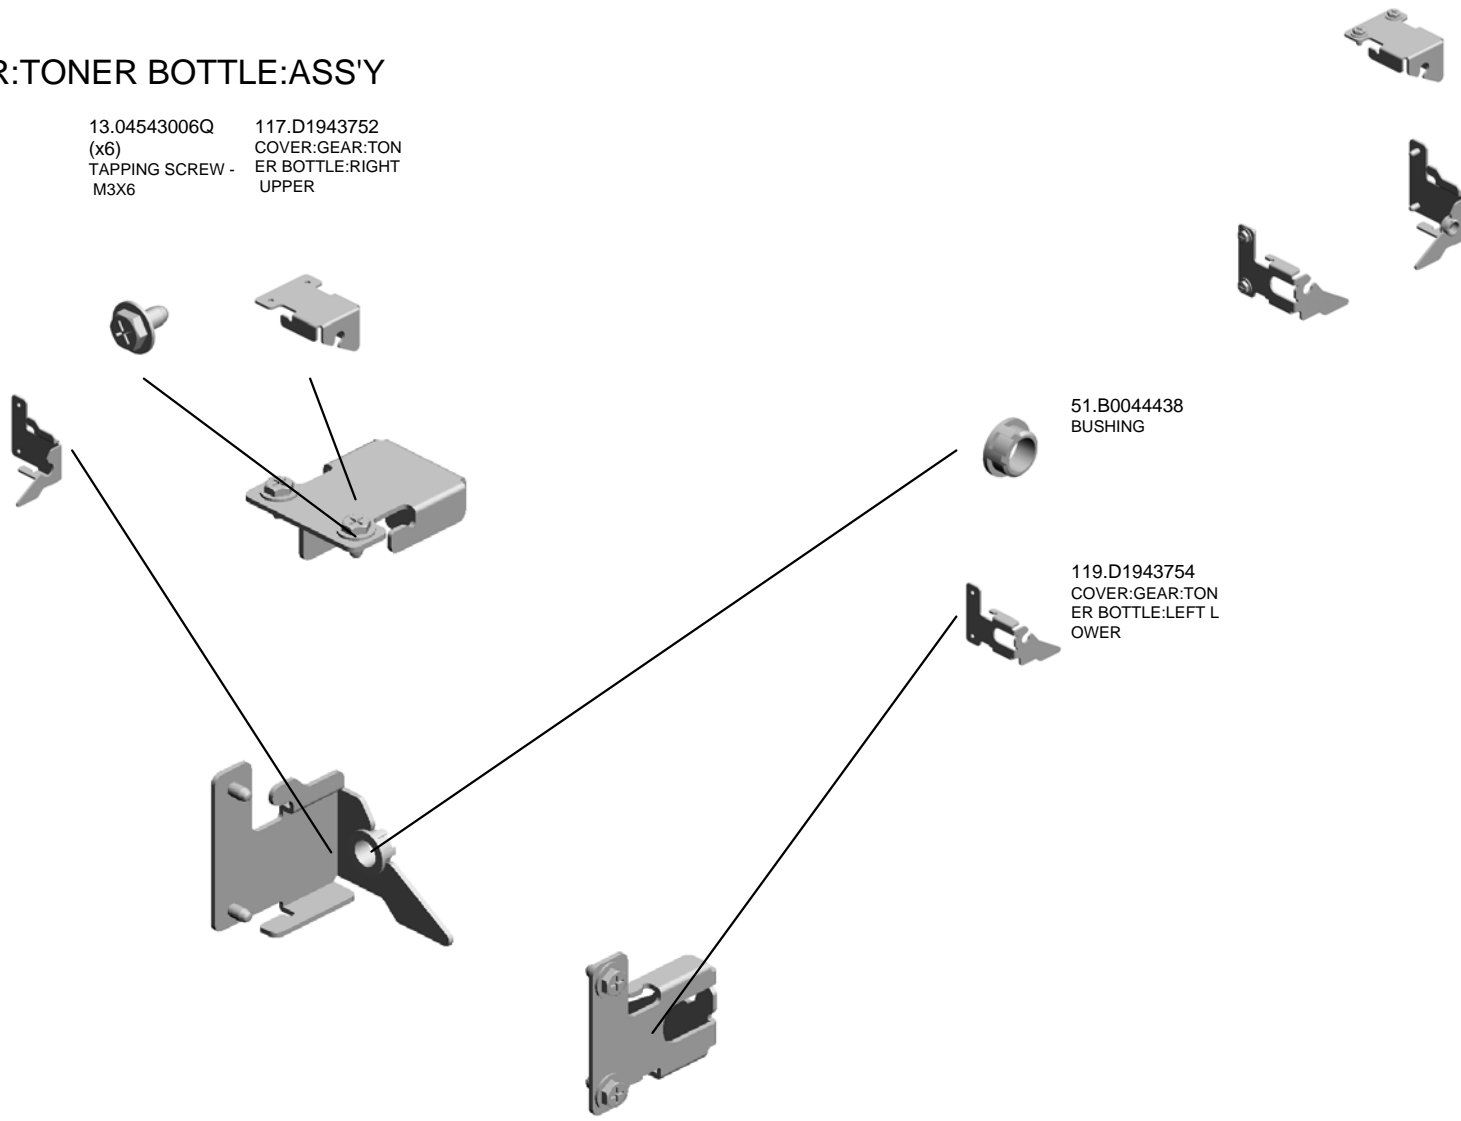 R:TONER BOTTLE:ASS'Y
13.04543006Q
(x6)
TAPPING SCREW -
M3X6
117.D1943752
COVER:GEAR:TON
ER BOTTLE:RIGHT
UPPER
51.B0044438
BUSHING
119.D1943754
COVER:GEAR:TON
ER BOTTLE:LEFT L
OWER